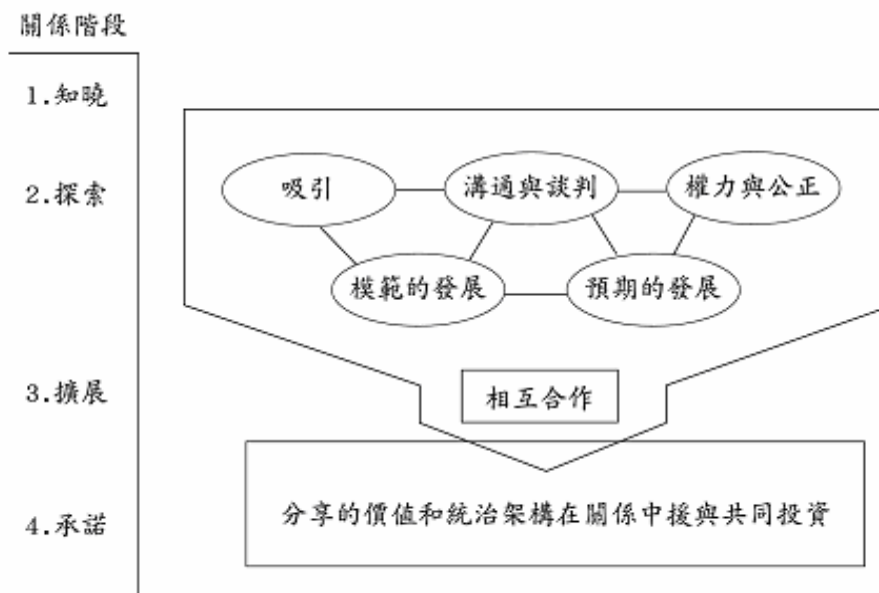 關係階段
1.知曉
2.探索
吸引
溝通與談判
權力與公正
模範的發展
預期的發展
3.擴展
相互合作
4.承諾
分享的價值和統治架構在關係中援與共同投資